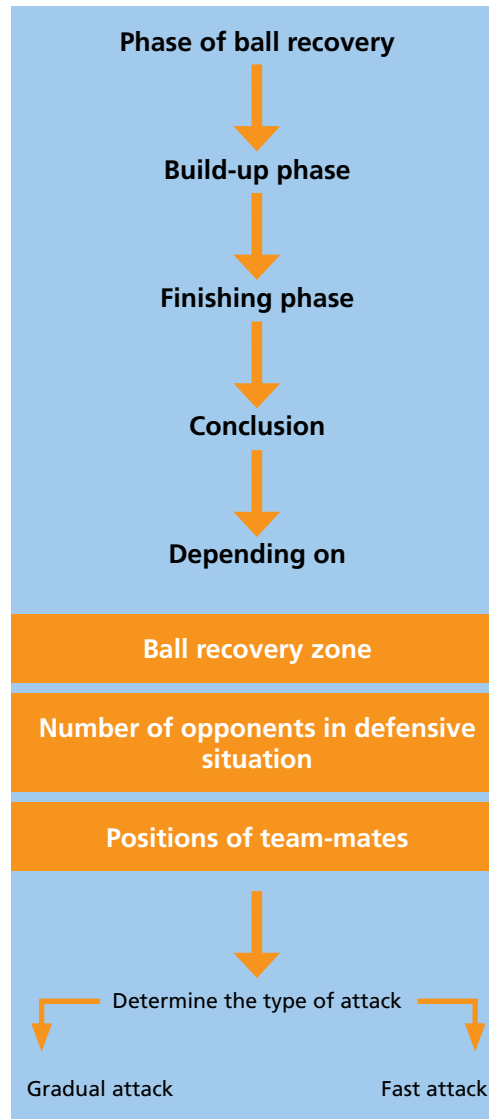 Phase of ball recovery
Build-up phase
Finishing phase
Conclusion
Depending on
Ball recovery zone
Number of opponents in defensive
situation
Positions of team-mates
Determine the type of attack
Gradual attack
Fast attack